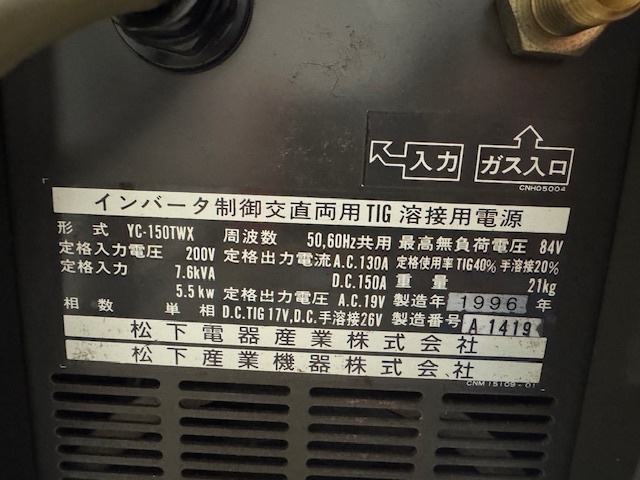 入力
ガス入口
CNH05004
インバータ制御交直両用TIG溶接用電源
形式 YC-150TWX 周波数 50,60Hz共用 最高無負荷電圧 84V
定格入力電圧 200V 定格出力電流 A.C.130A 定格使用率 TIG40% 手溶接20%
定格入力 7.6kVA D.C.150A 重量 21kg
5.5kw 定格出力電圧 A.C.19V 製造年 1996年
相数 単相 D.C.TIG 17V,D.C.手溶接26V 製造番号 A 1419
松下電器産業株式会社
松下産業機器株式会社
CNM 15109-01